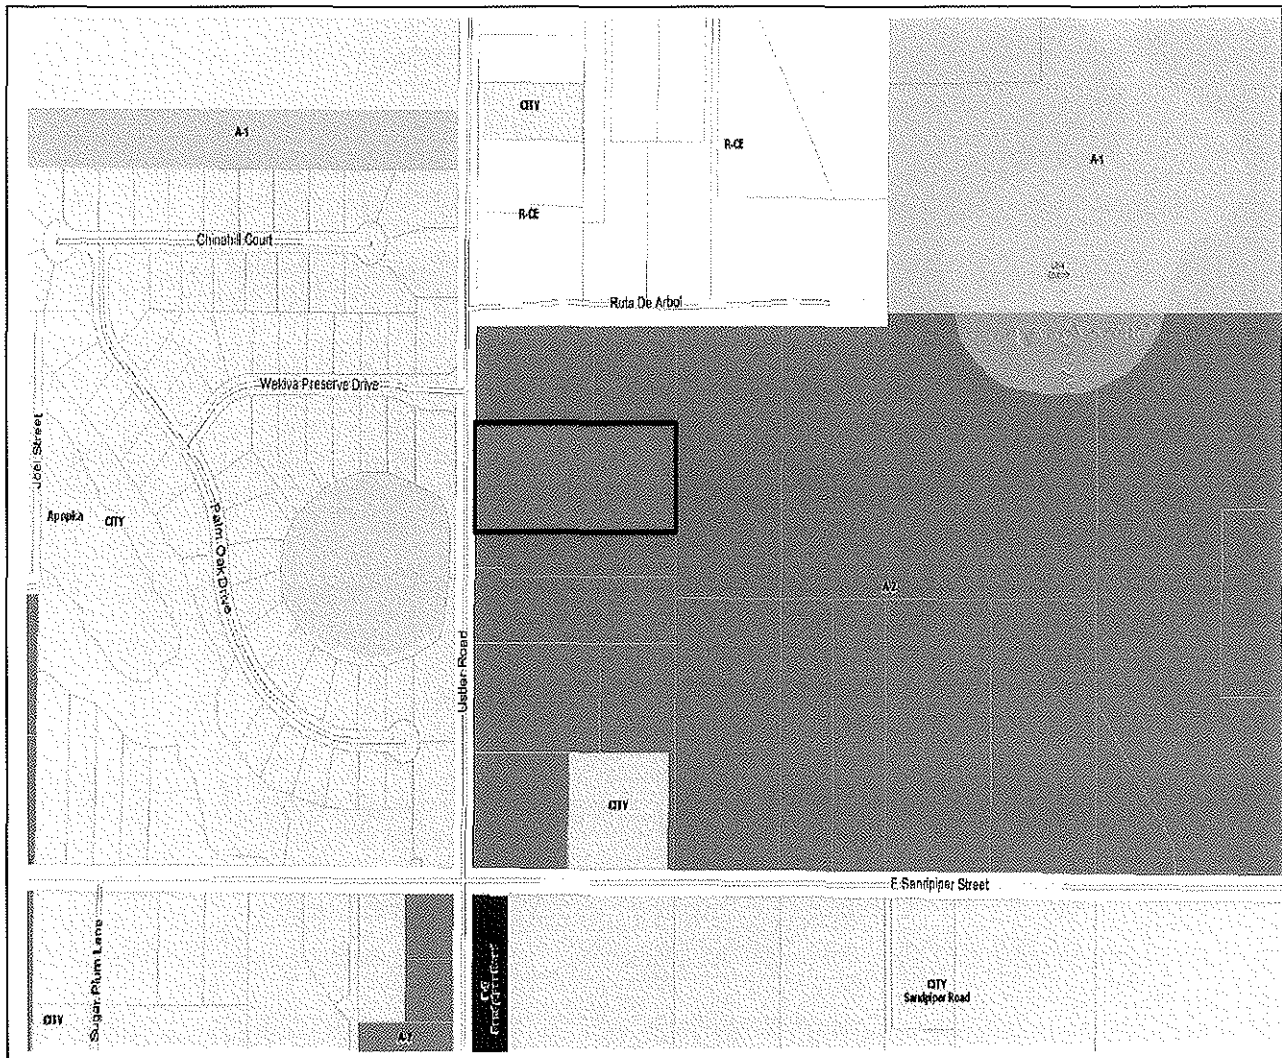 CITY
A-1
R-CE
A-1
R-CE
Chinahill Court
Ruta De Arbol
Wekiva Preserve Drive
Joel Street
Apopka
CITY
Palm Oak Drive
Ustler Road
A-2
CITY
E Sandpiper Street
Sugar Plum Lane
CITY
Sandpiper Road
CITY
A-2